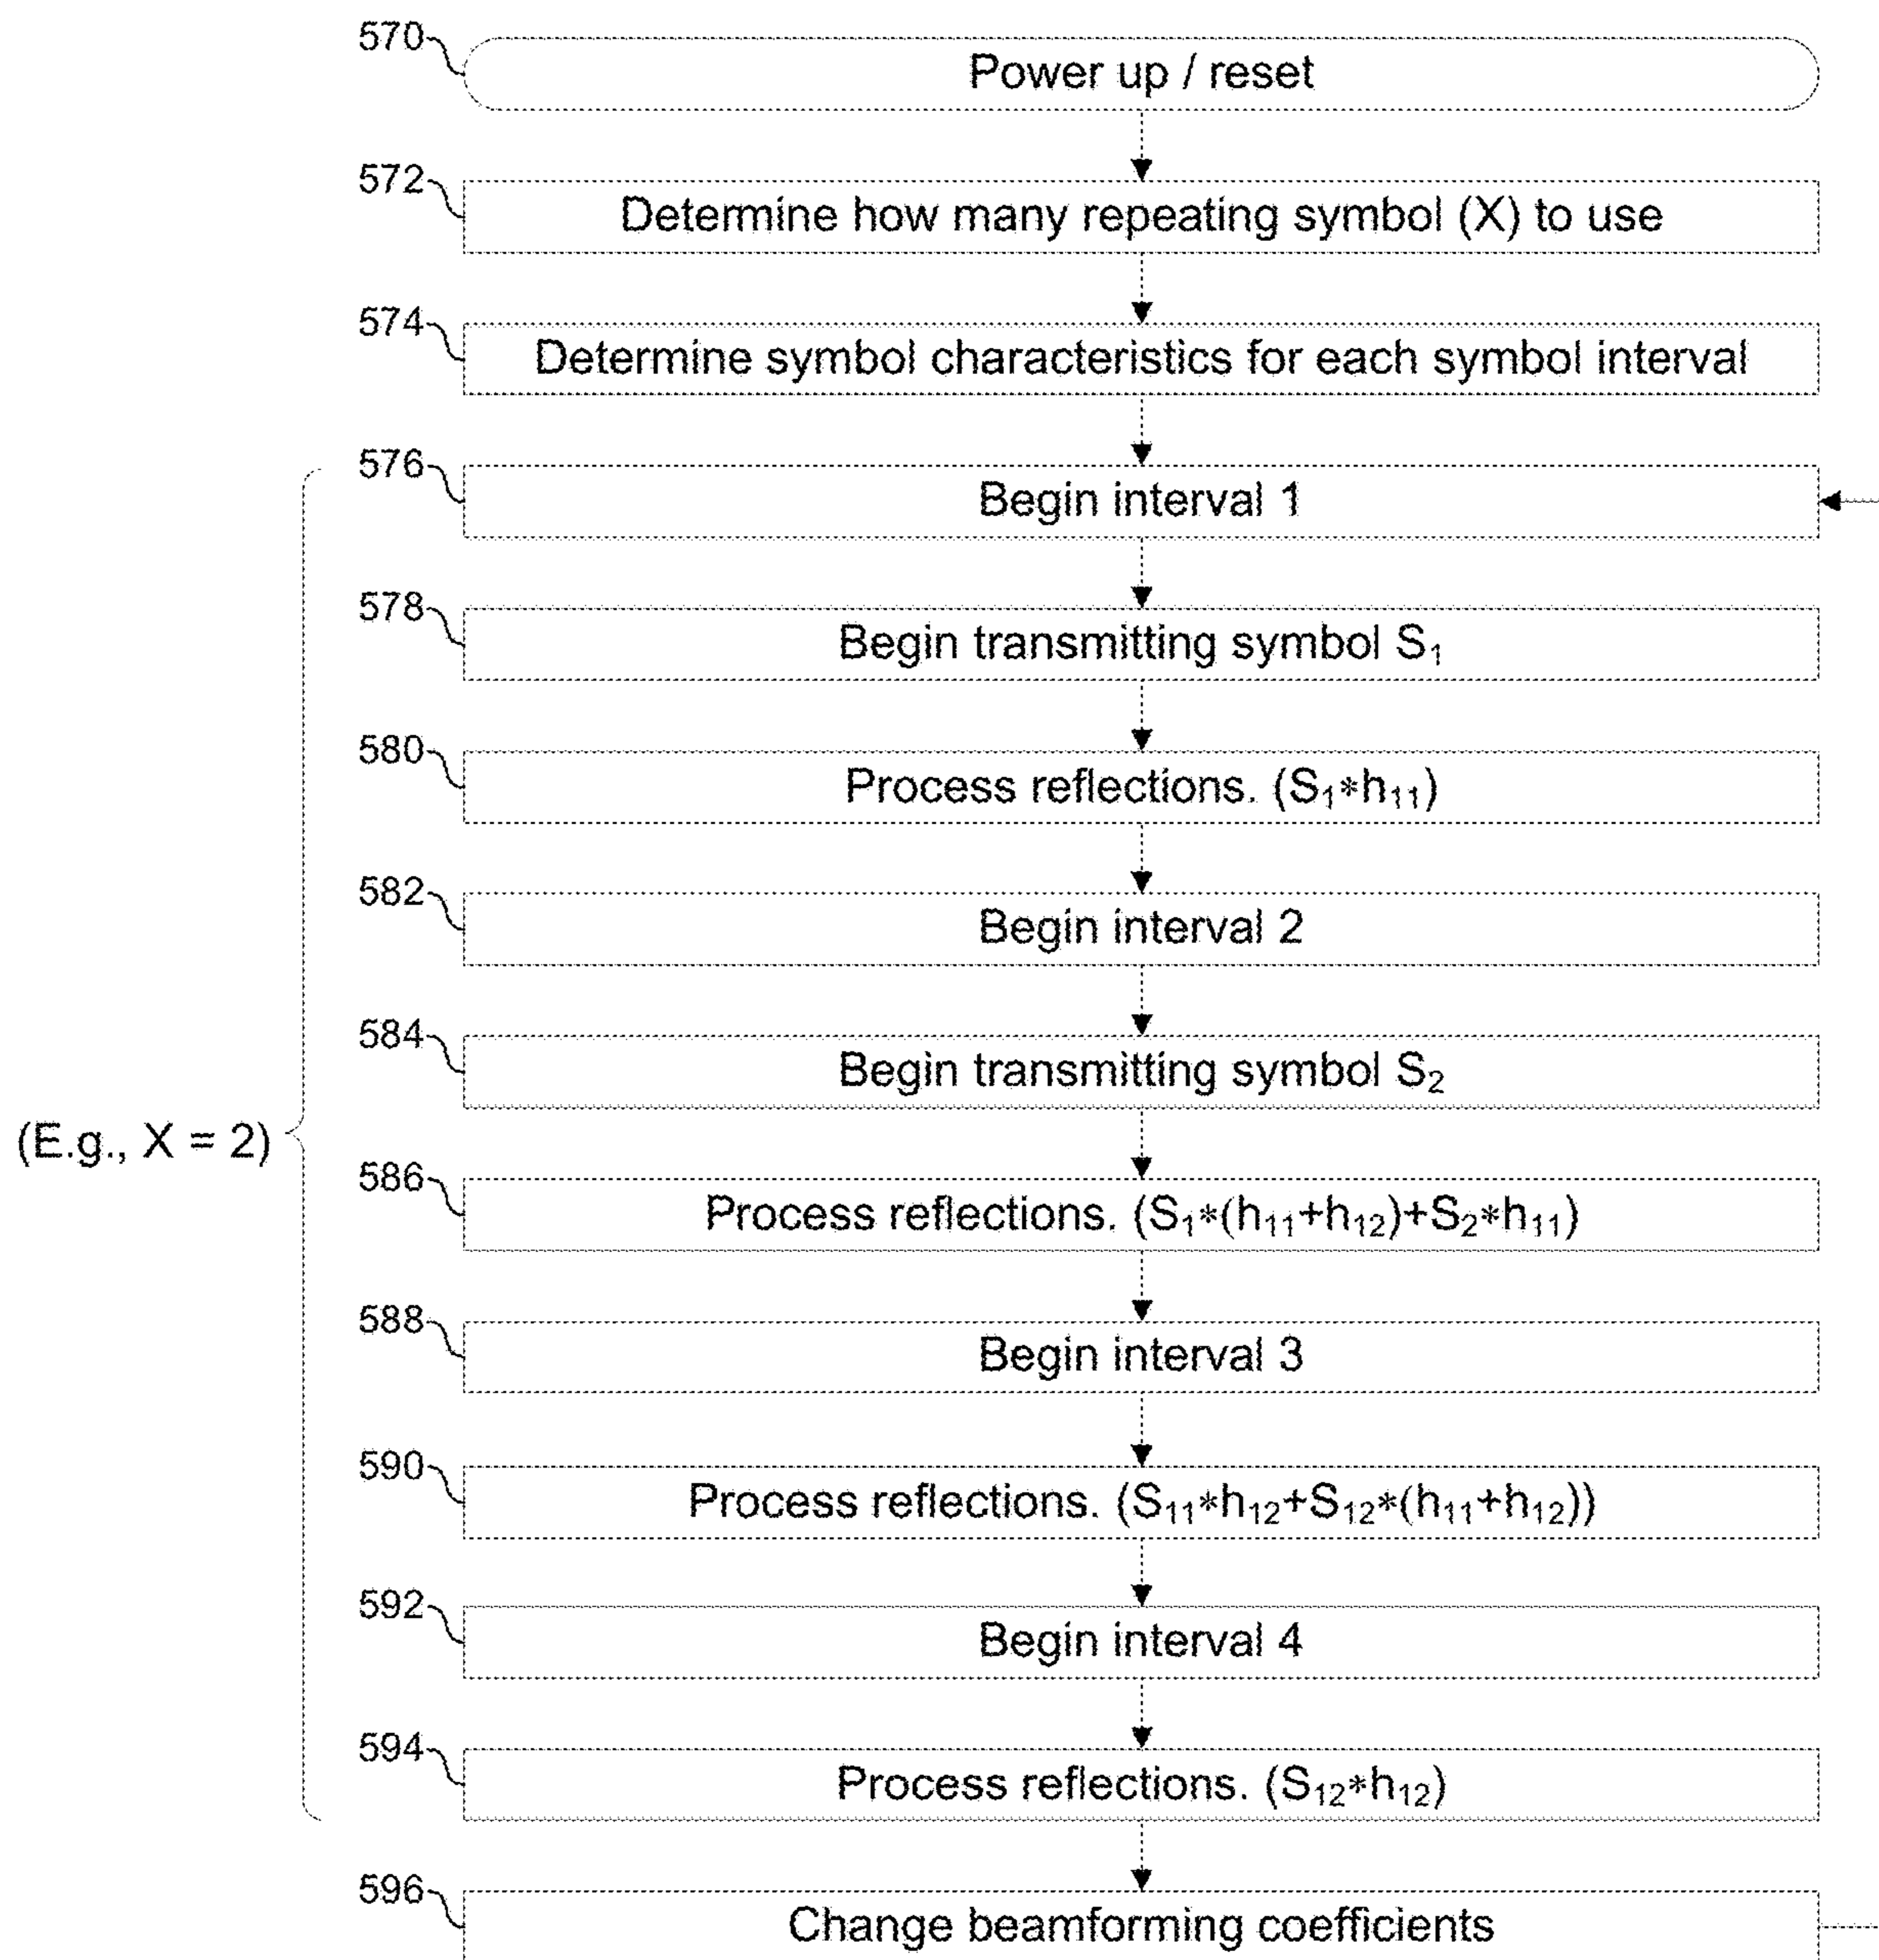 570
Power up / reset
572
Determine how many repeating symbol (X) to use
574
Determine symbol characteristics for each symbol interval
576
Begin interval 1
578
Begin transmitting symbol S₁
580
Process reflections. (S₁*h₁₁)
582
Begin interval 2
584
Begin transmitting symbol S₂
(E.g., X = 2)
586
Process reflections. (S₁*(h₁₁+h₁₂)+S₂*h₁₁)
588
Begin interval 3
590
Process reflections. (S₁₁*h₁₂+S₁₂*(h₁₁+h₁₂))
592
Begin interval 4
594
Process reflections. (S₁₂*h₁₂)
596
Change beamforming coefficients